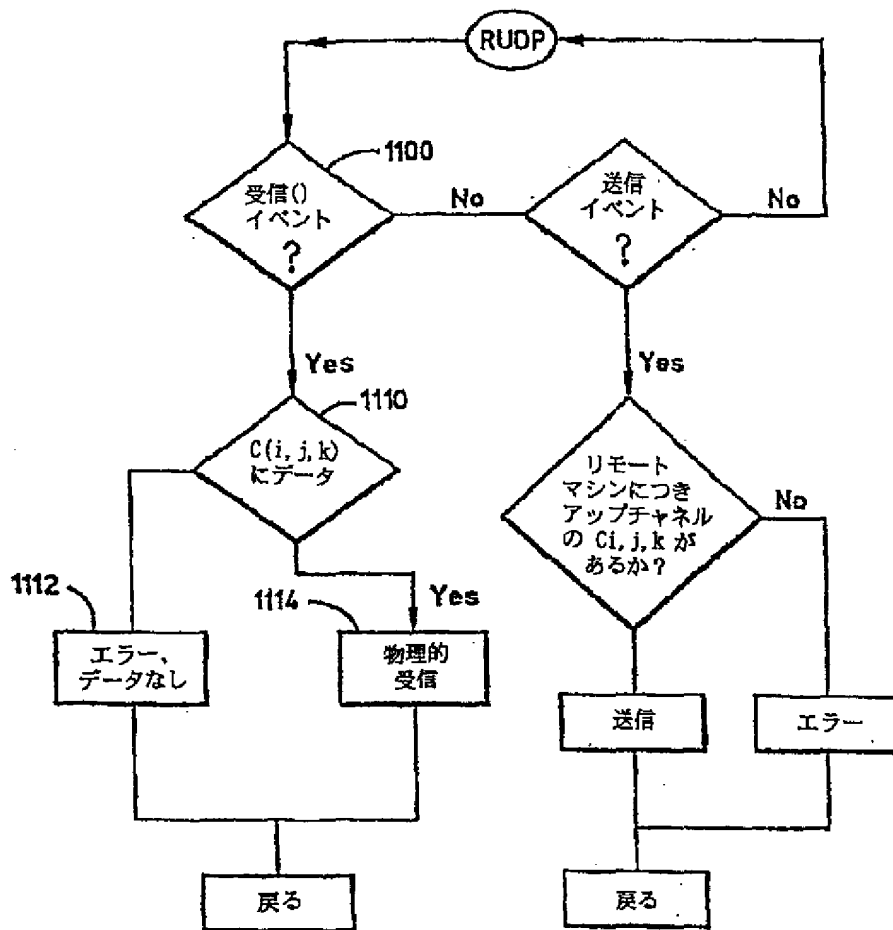 RUDP
1100
受信()
イベント
?
No
送信
イベント
?
No
Yes
Yes
1110
C(i, j, k)
にデータ
リモート
マシンにつき
アップチャネル
の Ci, j, k が
あるか?
No
1112
1114
Yes
エラー、
データなし
物理的
受信
送信
エラー
戻る
戻る